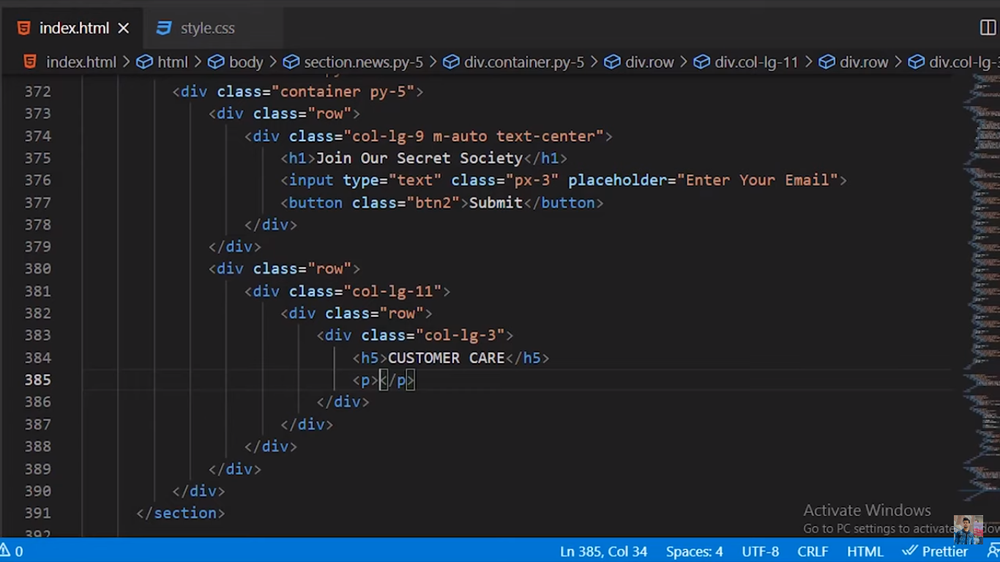 index.html
style.css
index.html > html > body > section.news.py-5 > div.container.py-5 > div.row > div.col-lg-11 > div.row > div.col-lg-
372 <div class="container py-5">
373 <div class="row">
374 <div class="col-lg-9 m-auto text-center">
375 <h1>Join Our Secret Society</h1>
376 <input type="text" class="px-3" placeholder="Enter Your Email">
377 <button class="btn2">Submit</button>
378 </div>
379 </div>
380 <div class="row">
381 <div class="col-lg-11">
382 <div class="row">
383 <div class="col-lg-3">
384 <h5>CUSTOMER CARE</h5>
385 <p></p>
386 </div>
387 </div>
388 </div>
389 </div>
390 </div>
391 </section>
392
Activate Windows
Go to PC settings to activate
0 Ln 385, Col 34 Spaces: 4 UTF-8 CRLF HTML Prettier